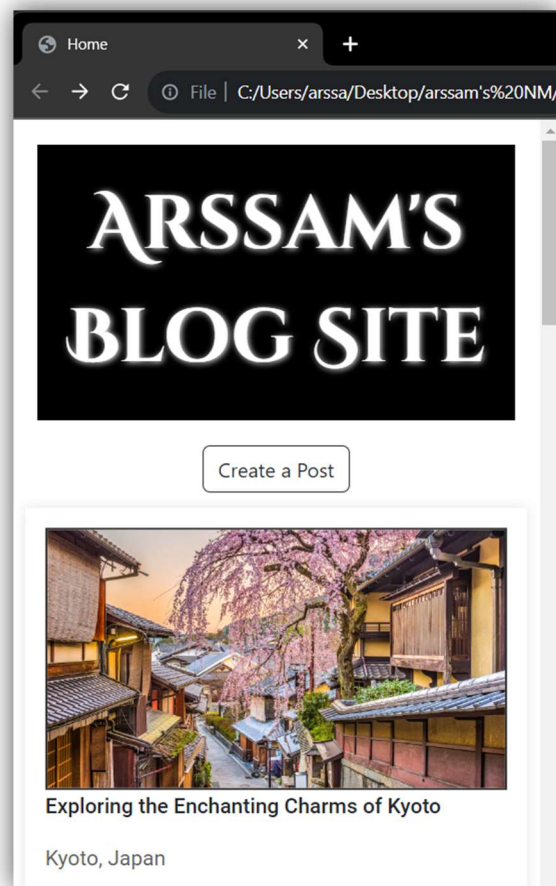 Home
File | C:/Users/arssa/Desktop/arssam's%20NM/
ARSSAM'S
BLOG SITE
Create a Post
Exploring the Enchanting Charms of Kyoto
Kyoto, Japan